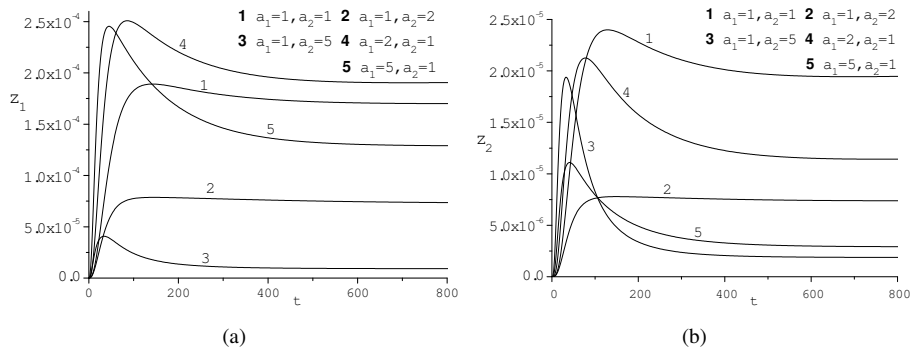 2.5x10⁻⁴
2.0x10⁻⁴
1.5x10⁻⁴
1.0x10⁻⁴
5.0x10⁻⁵
0.0
z₁
1 a₁=1,a₂=1 2 a₁=1,a₂=2
3 a₁=1,a₂=5 4 a₁=2,a₂=1
5 a₁=5,a₂=1
4
1
5
2
3
0 200 400 600 800
t
(a)
2.5x10⁻⁵
2.0x10⁻⁵
1.5x10⁻⁵
1.0x10⁻⁵
5.0x10⁻⁶
0.0
z₂
1 a₁=1,a₂=1 2 a₁=1,a₂=2
3 a₁=1,a₂=5 4 a₁=2,a₂=1
5 a₁=5,a₂=1
1
4
3
2
5
0 200 400 600 800
t
(b)